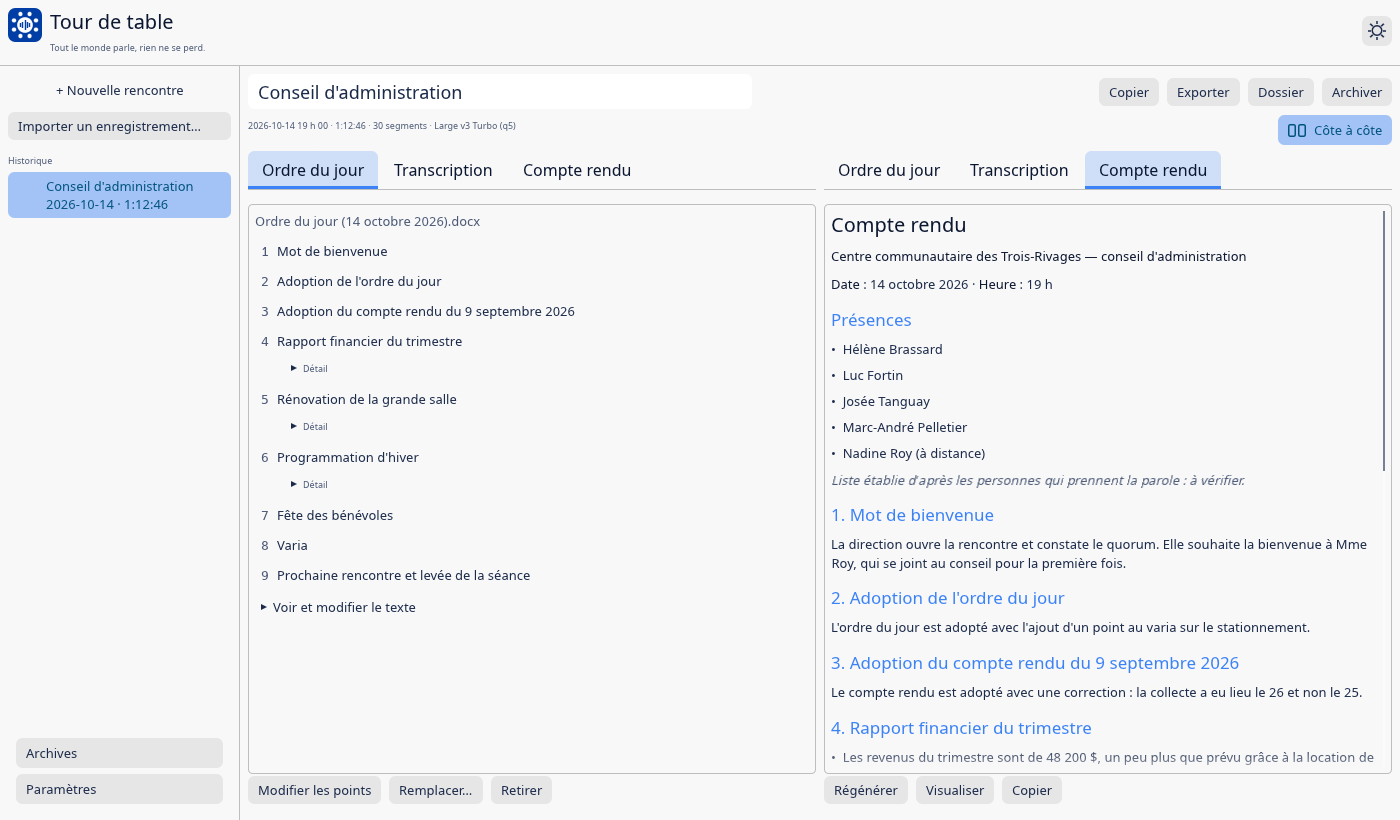 Tour de table
Tout le monde parle, rien ne se perd.
+ Nouvelle rencontre
Importer un enregistrement...
Historique
Conseil d'administration
2026-10-14 · 1:12:46
Archives
Paramètres
Conseil d'administration
Copier
Exporter
Dossier
Archiver
2026-10-14 19 h 00 · 1:12:46 · 30 segments · Large v3 Turbo (q5)
Côte à côte
Ordre du jour
Transcription
Compte rendu
Ordre du jour (14 octobre 2026).docx
1 Mot de bienvenue
2 Adoption de l'ordre du jour
3 Adoption du compte rendu du 9 septembre 2026
4 Rapport financier du trimestre
▸ Détail
5 Rénovation de la grande salle
▸ Détail
6 Programmation d'hiver
▸ Détail
7 Fête des bénévoles
8 Varia
9 Prochaine rencontre et levée de la séance
▸ Voir et modifier le texte
Modifier les points
Remplacer...
Retirer
Ordre du jour
Transcription
Compte rendu
Compte rendu
Centre communautaire des Trois-Rivages — conseil d'administration
Date : 14 octobre 2026 · Heure : 19 h
Présences
• Hélène Brassard
• Luc Fortin
• Josée Tanguay
• Marc-André Pelletier
• Nadine Roy (à distance)
Liste établie d'après les personnes qui prennent la parole : à vérifier.
1. Mot de bienvenue
La direction ouvre la rencontre et constate le quorum. Elle souhaite la bienvenue à Mme
Roy, qui se joint au conseil pour la première fois.
2. Adoption de l'ordre du jour
L'ordre du jour est adopté avec l'ajout d'un point au varia sur le stationnement.
3. Adoption du compte rendu du 9 septembre 2026
Le compte rendu est adopté avec une correction : la collecte a eu lieu le 26 et non le 25.
4. Rapport financier du trimestre
• Les revenus du trimestre sont de 48 200 $, un peu plus que prévu grâce à la location de
Régénérer
Visualiser
Copier